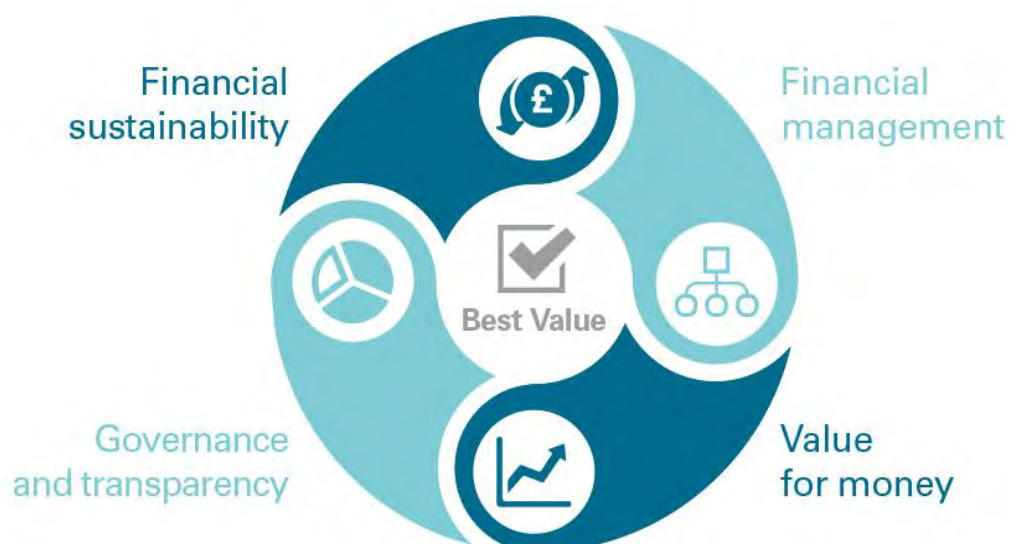 Financial
sustainability
Financial
management
£
Best Value
Governance
and transparency
Value
for money